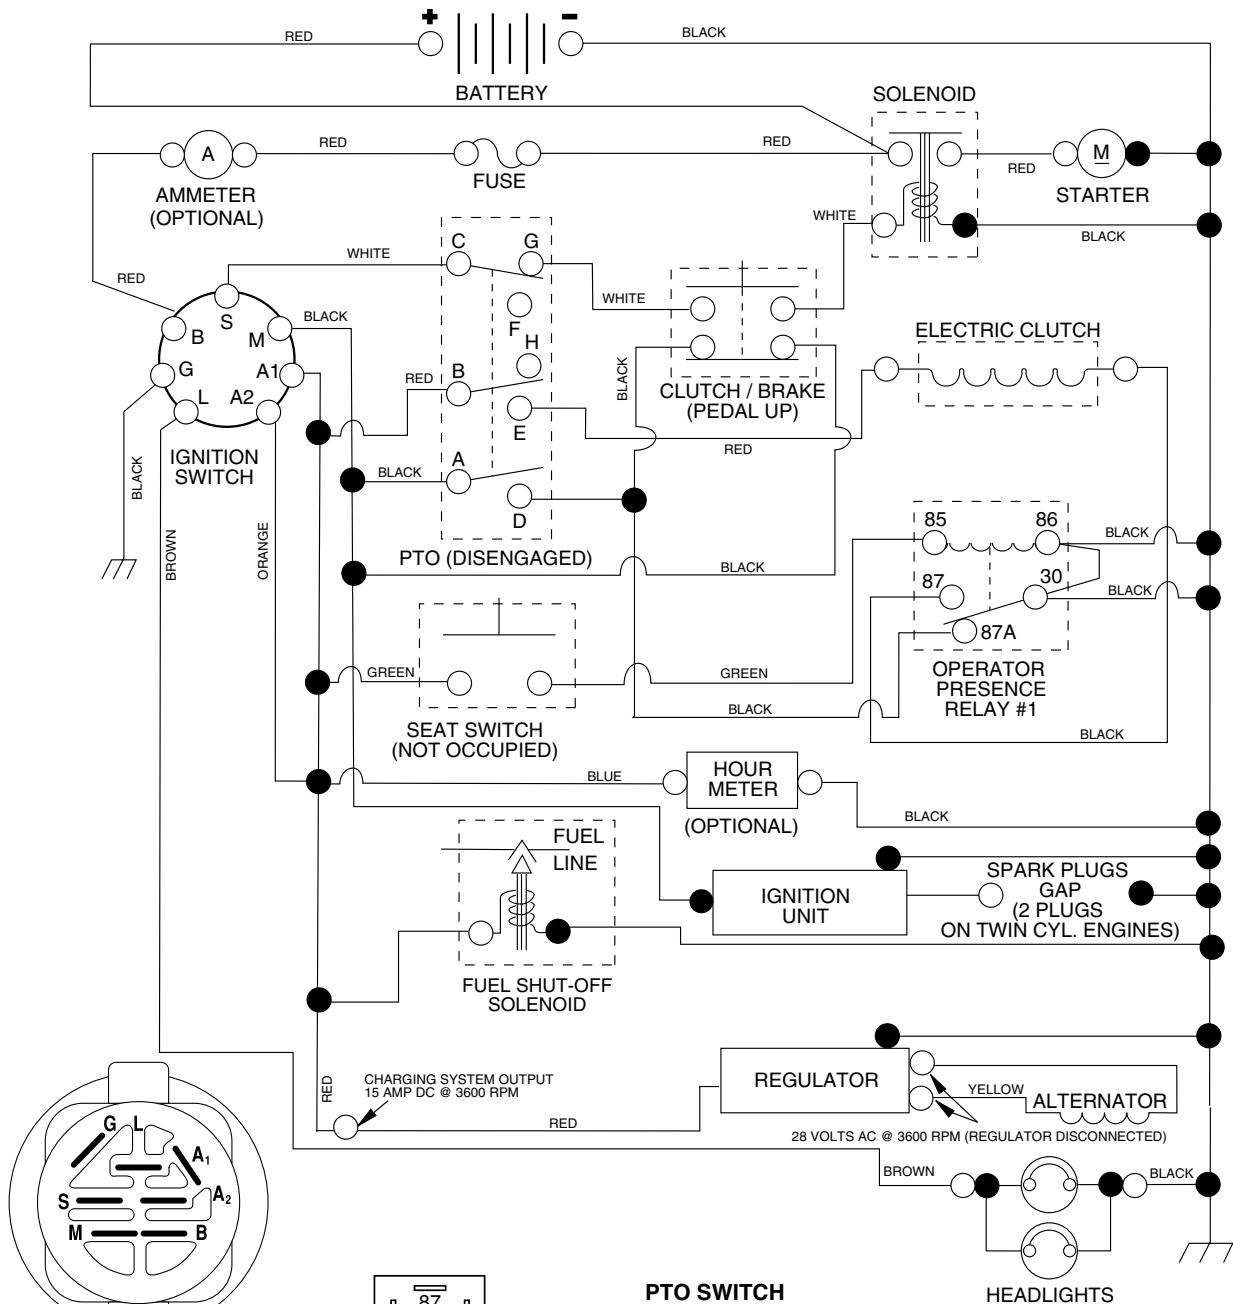 +
-
RED
BLACK
BATTERY
SOLENOID
A
RED
RED
M
RED
AMMETER
(OPTIONAL)
FUSE
STARTER
WHITE
BLACK
C
G
WHITE
RED
S
B
M
BLACK
WHITE
F
ELECTRIC CLUTCH
H
G
A1
RED
B
L
A2
BLACK
CLUTCH / BRAKE
(PEDAL UP)
E
RED
IGNITION
SWITCH
A
BLACK
BLACK
D
BROWN
ORANGE
PTO (DISENGAGED)
85
86
BLACK
BLACK
87
30
BLACK
87A
GREEN
GREEN
OPERATOR
PRESENCE
RELAY #1
BLACK
SEAT SWITCH
(NOT OCCUPIED)
BLACK
BLUE
HOUR
METER
(OPTIONAL)
BLACK
FUEL
LINE
IGNITION
UNIT
SPARK PLUGS
GAP
(2 PLUGS
ON TWIN CYL. ENGINES)
FUEL SHUT-OFF
SOLENOID
RED
CHARGING SYSTEM OUTPUT
15 AMP DC @ 3600 RPM
REGULATOR
YELLOW
ALTERNATOR
RED
28 VOLTS AC @ 3600 RPM (REGULATOR DISCONNECTED)
BROWN
BLACK
G
L
A1
A2
S
M
B
87
PTO SWITCH
HEADLIGHTS